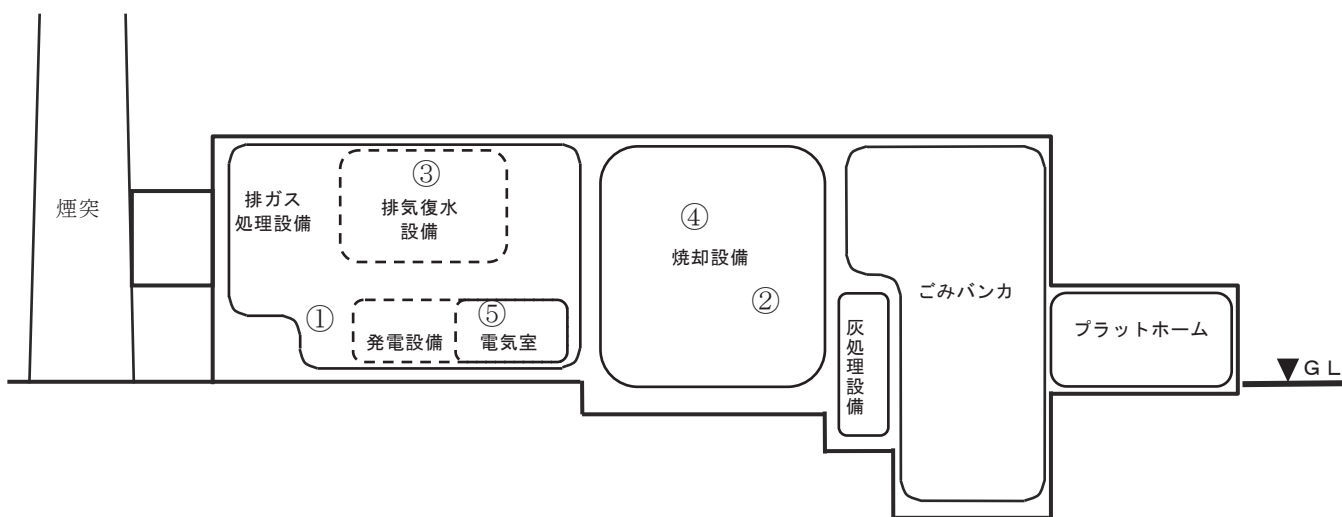 煙突
排ガス
処理設備
③
排気復水
設備
①
発電設備
⑤
電気室
④
焼却設備
②
灰処理設備
ごみバンカ
プラットホーム
▼GL